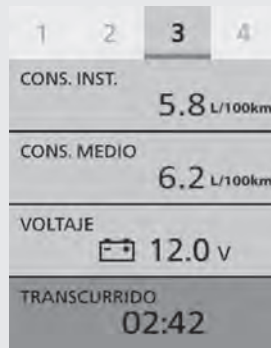 1 2 3 4
CONS. INST.
5.8 L/100km
CONS. MEDIO
6.2 L/100km
VOLTAJE
12.0 V
TRANSCURRIDO
02:42